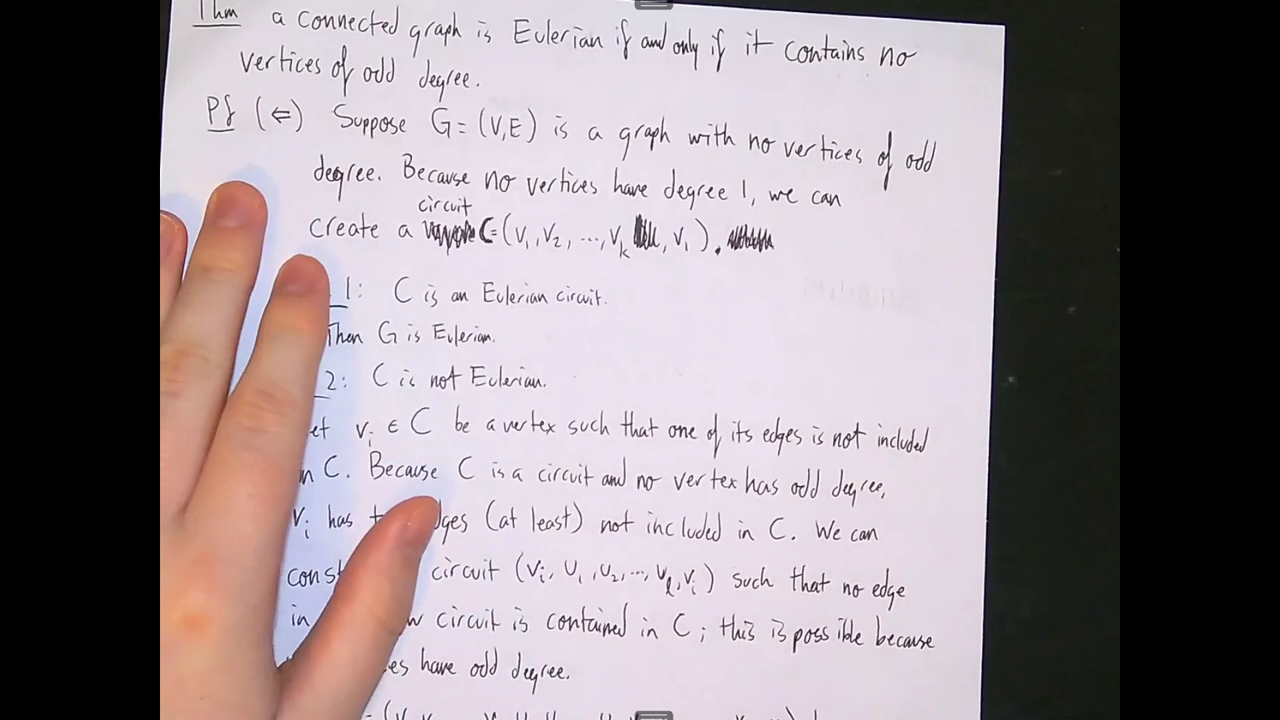 Thm a connected graph is Eulerian if and only if it contains no
vertices of odd degree.
Pf (⇐) Suppose G=(V,E) is a graph with no vertices of odd
degree. Because no vertices have degree 1, we can
circuit
create a C=(v₁,v₂,...,vₖ,v₁).
1: C is an Eulerian circuit.
Then G is Eulerian.
2: C is not Eulerian.
et vᵢ ∈ C be a vertex such that one of its edges is not included
n C. Because C is a circuit and no vertex has odd degree,
vᵢ has edges (at least) not included in C. We can
const circuit (vᵢ, u₁, u₂,..., uₗ, vᵢ) such that no edge
in w circuit is contained in C; this is possible because
es have odd degree.